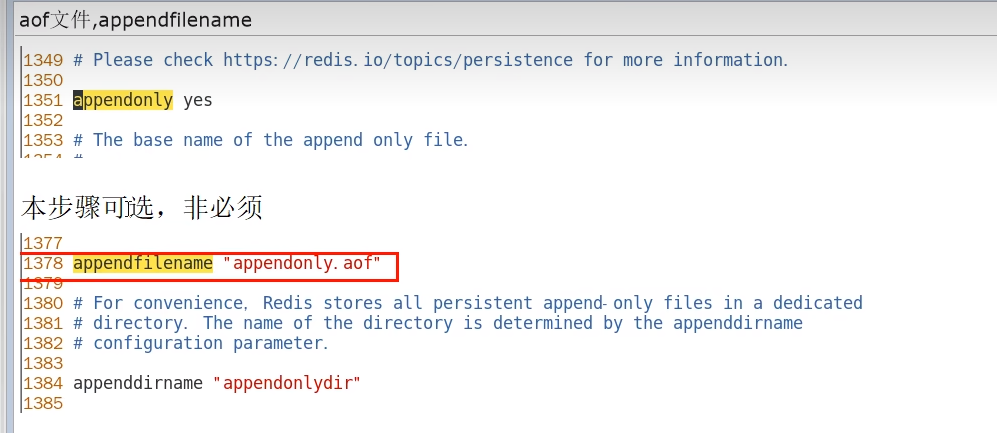 aof文件,appendfilename
1349 # Please check https://redis.io/topics/persistence for more information.
1350
1351 appendonly yes
1352
1353 # The base name of the append only file.
1354 #
本步骤可选，非必须
1377
1378 appendfilename "appendonly.aof"
1379
1380 # For convenience, Redis stores all persistent append-only files in a dedicated
1381 # directory. The name of the directory is determined by the appenddirname
1382 # configuration parameter.
1383
1384 appenddirname "appendonlydir"
1385